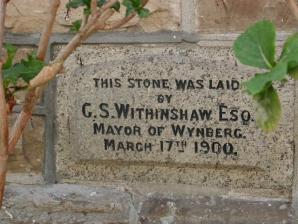 THIS STONE WAS LAID
BY
G.S. WITHINSHAW ESQ.
MAYOR OF WYNBERG.
MARCH 17TH 1900.